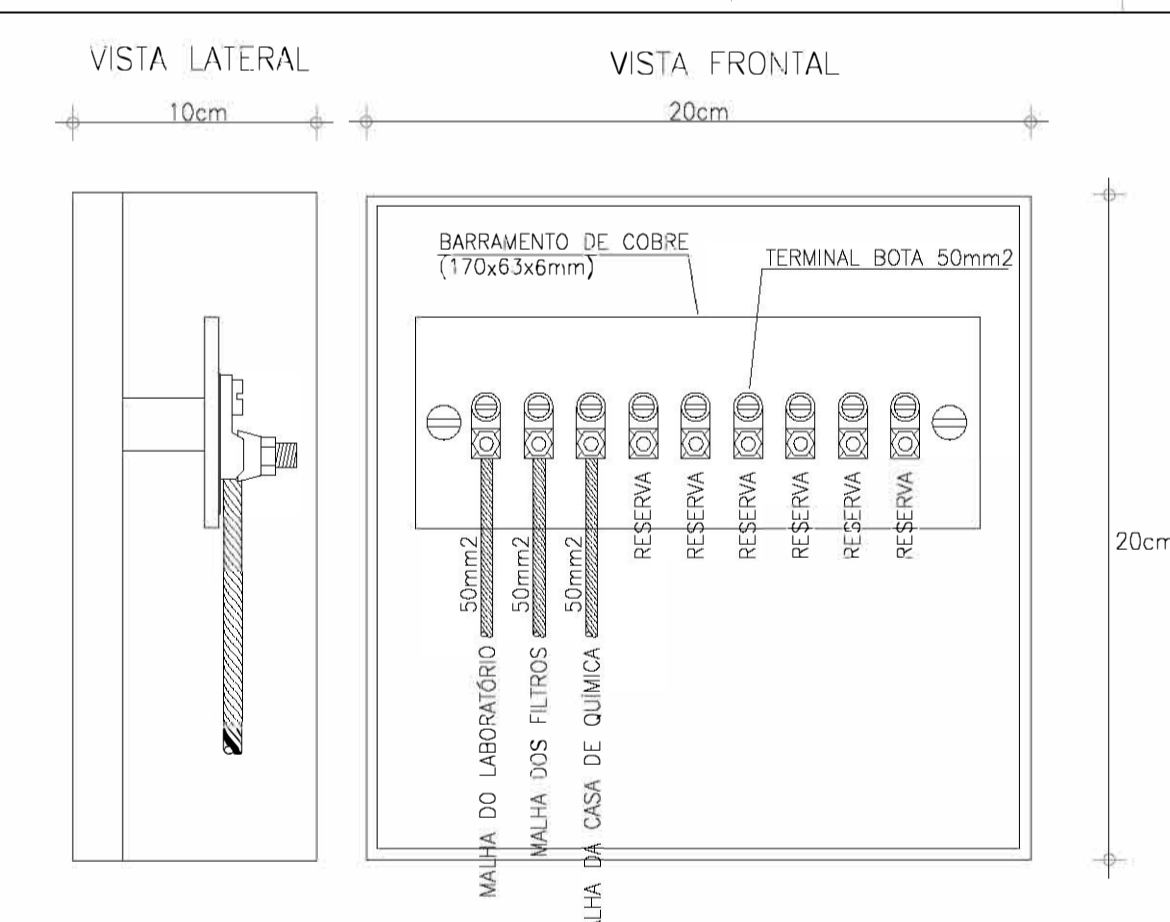 VISTA LATERAL
VISTA FRONTAL
10cm
20cm
BARRAMENTO DE COBRE
(170x63x6mm)
TERMINAL BOTA 50mm2
RESERVA
RESERVA
RESERVA
RESERVA
RESERVA
RESERVA
50mm2
50mm2
50mm2
20cm
MALHA DO LABORATÓRIO
MALHA DOS FILTROS
ALHA DA CASA DE QUÍMICA